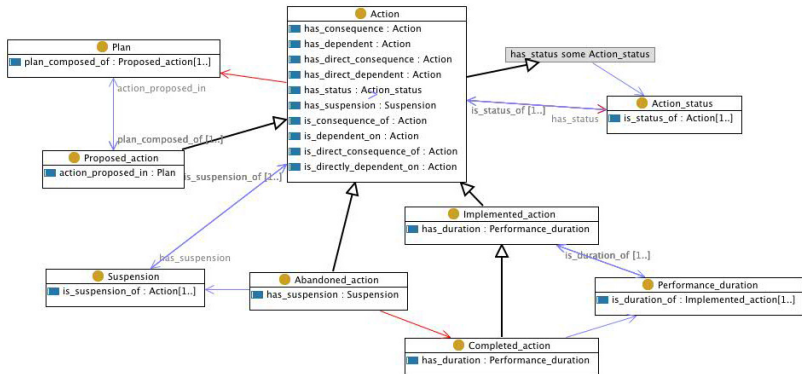 Action
has_consequence : Action
has_dependent : Action
has_direct_consequence : Action
has_direct_dependent : Action
has_status : Action_status
has_suspension : Suspension
is_consequence_of : Action
is_dependent_on : Action
is_direct_consequence_of : Action
is_directly_dependent_on : Action
Plan
plan_composed_of : Proposed_action[1..]
has_status some Action_status
action_proposed_in
Action_status
is_status_of : Action[1..]
is_status_of [1..]
has_status
plan_composed_of [1..]
Proposed_action
action_proposed_in : Plan
is_suspension_of [1..]
Implemented_action
has_duration : Performance_duration
has_suspension
is_duration_of [1..]
Suspension
is_suspension_of : Action[1..]
Abandoned_action
has_suspension : Suspension
Performance_duration
is_duration_of : Implemented_action[1..]
Completed_action
has_duration : Performance_duration